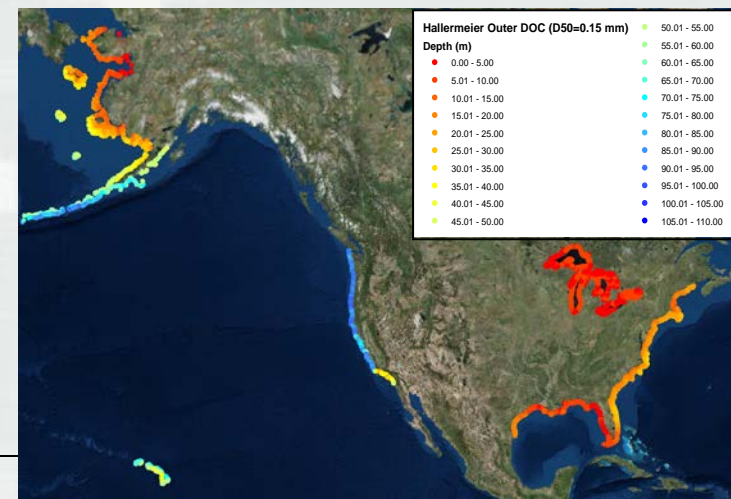 Hallermeier Outer DOC (D50=0.15 mm)
Depth (m)
0.00 - 5.00
5.01 - 10.00
10.01 - 15.00
15.01 - 20.00
20.01 - 25.00
25.01 - 30.00
30.01 - 35.00
35.01 - 40.00
40.01 - 45.00
45.01 - 50.00
50.01 - 55.00
55.01 - 60.00
60.01 - 65.00
65.01 - 70.00
70.01 - 75.00
75.01 - 80.00
80.01 - 85.00
85.01 - 90.00
90.01 - 95.00
95.01 - 100.00
100.01 - 105.00
105.01 - 110.00